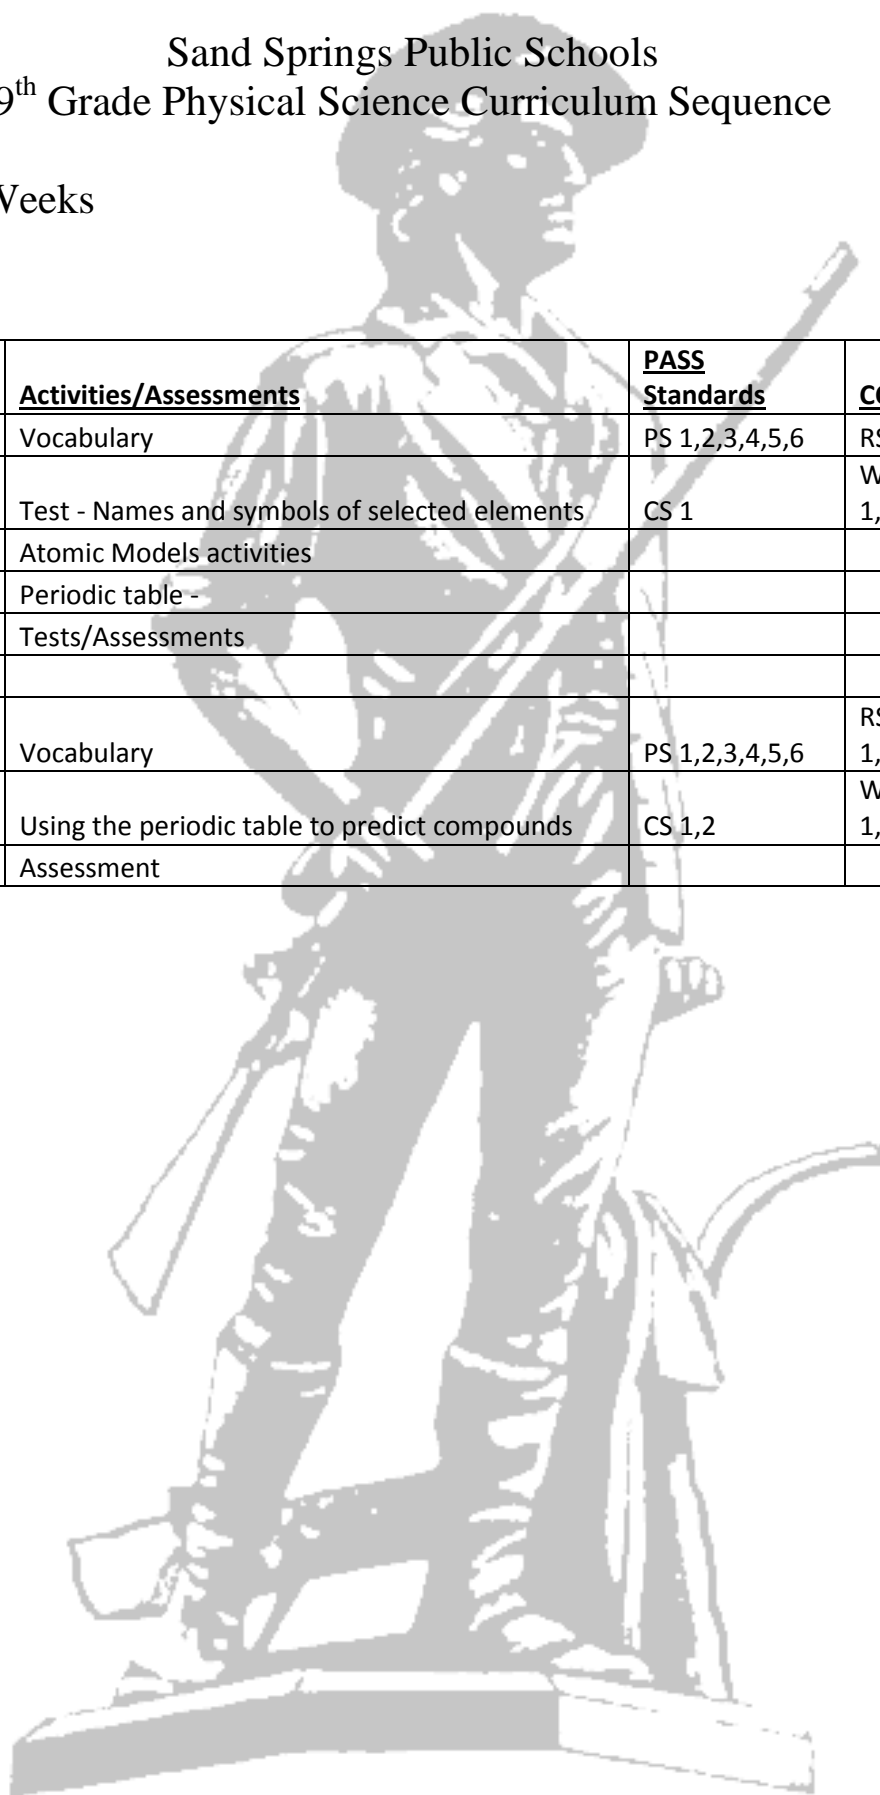 Sand Springs Public Schools
9th Grade Physical Science Curriculum Sequence
Weeks
PASS
Activities/Assessments Standards CC
Vocabulary PS 1,2,3,4,5,6 RS
W
Test - Names and symbols of selected elements CS 1 1,
Atomic Models activities
Periodic table -
Tests/Assessments
RS
Vocabulary PS 1,2,3,4,5,6 1,
W
Using the periodic table to predict compounds CS 1,2 1,
Assessment